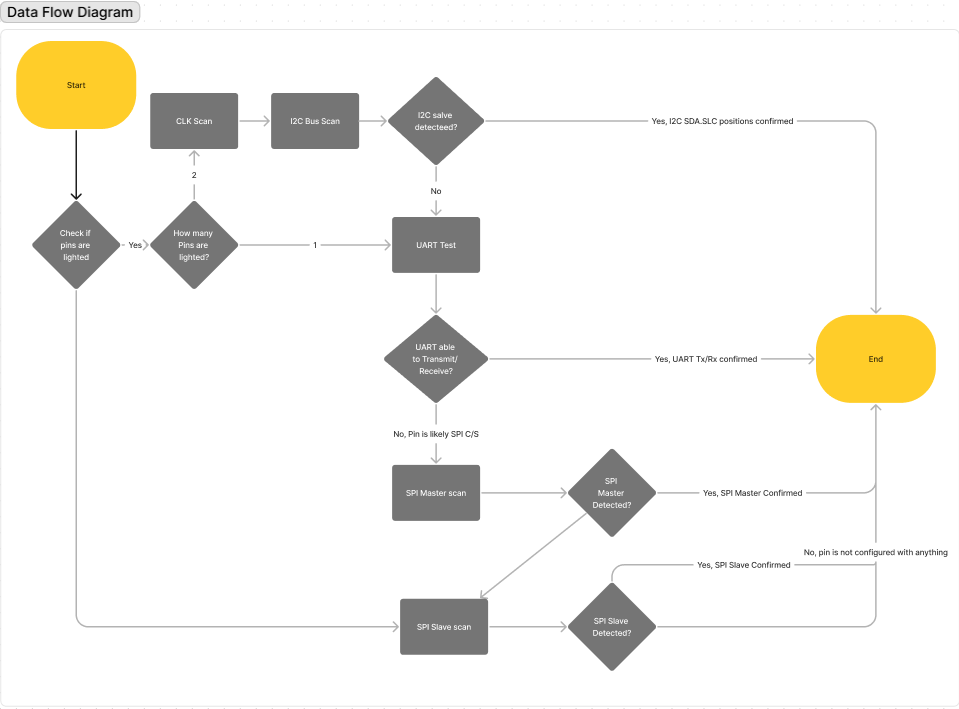 Data Flow Diagram
Start
CLK Scan
I2C Bus Scan
I2C salve
detecteed?
Yes, I2C SDA.SLC positions confirmed
2
No
Check if
pins are
lighted
Yes
How many
Pins are
lighted?
1
UART Test
UART able
to Transmit/
Receive?
Yes, UART Tx/Rx confirmed
End
No, Pin is likely SPI C/S
SPI Master scan
SPI
Master
Detected?
Yes, SPI Master Confirmed
No, pin is not configured with anything
Yes, SPI Slave Confirmed
SPI Slave scan
SPI Slave
Detected?